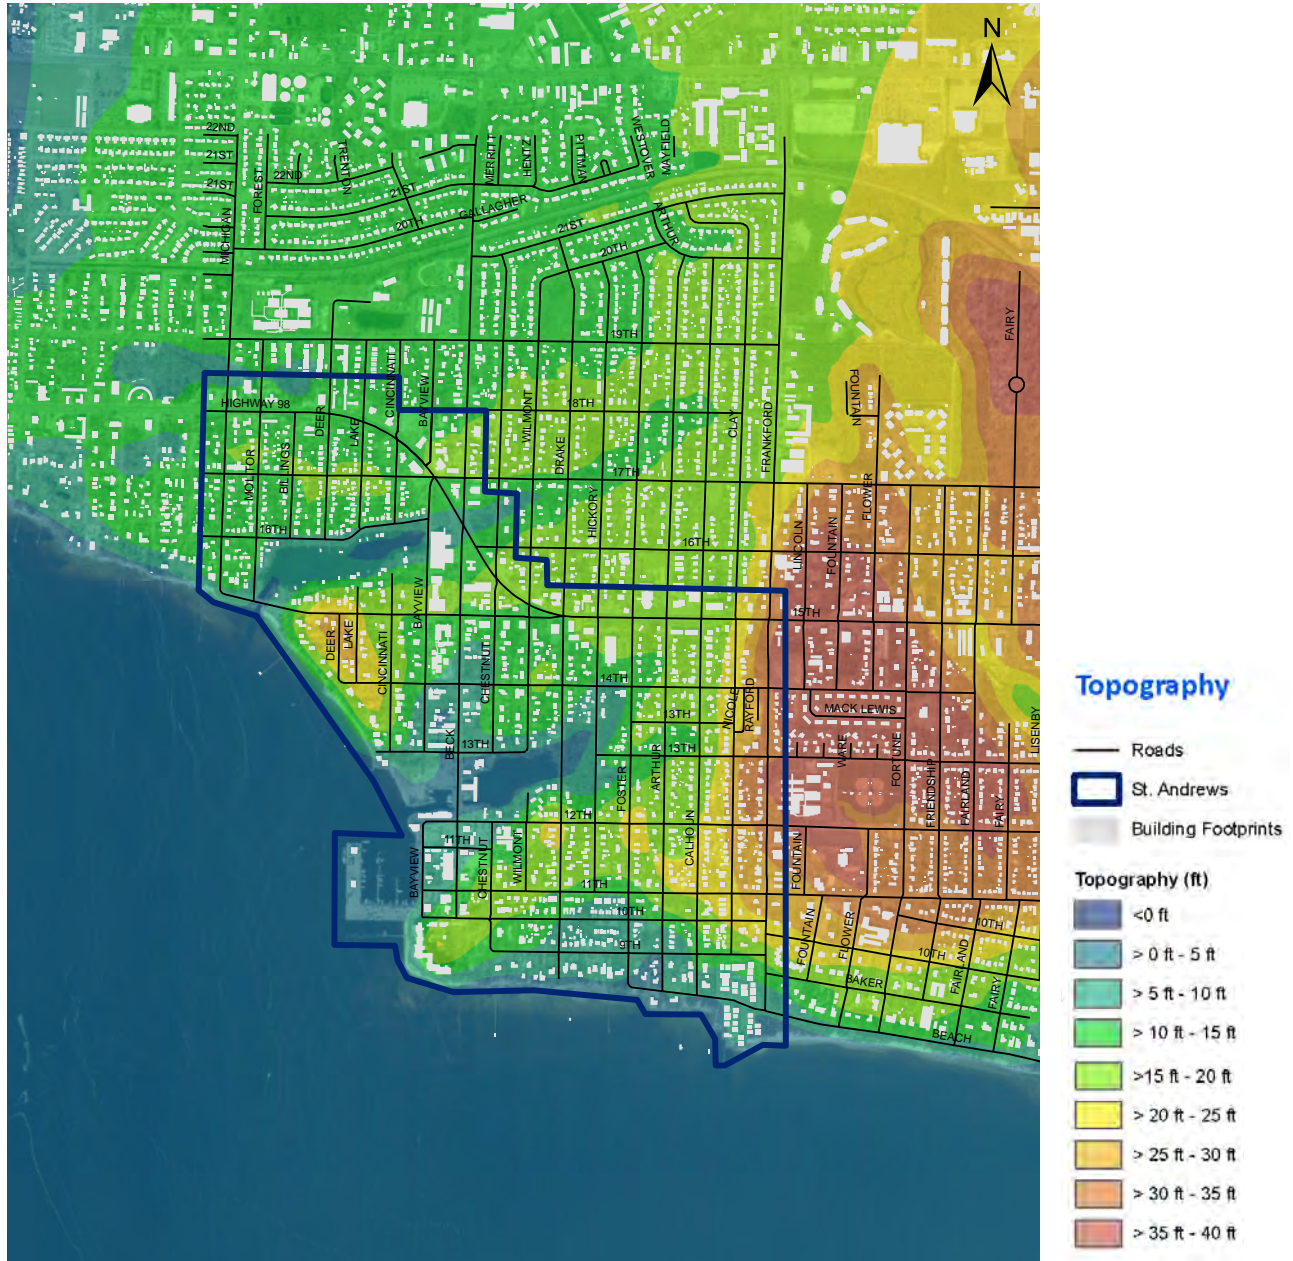 N
22ND
21ST
21ST
FOREST
22ND
TRENTON
21ST
20TH
GALLAGHER
MERRITT
HENTZ
PITTMAN
WESTOVER
MAYFIELD
MICHIGAN
21ST
20TH
ARTHUR
FAIRY
19TH
HIGHWAY 98
DEER
LAKE
CINCINNATI
BAYVIEW
WILMONT
18TH
DRAKE
CLAY
FRANKFORD
FOUNTAIN
MOLITOR
BILLINGS
17TH
HICKORY
FLOWER
16TH
16TH
LINCOLN
FOUNTAIN
BAYVIEW
15TH
DEER
LAKE
CINCINNATI
CHESTNUT
14TH
13TH
NICOLE
RAYFORD
MACK LEWIS
LISENBY
BECK
13TH
13TH
ARTHUR
FOSTER
WARE
FORTUNE
FRIENDSHIP
FAIRLAND
FAIRY
12TH
CALHOUN
11TH
BAYVIEW
CHESTNUT
WILMONT
FOUNTAIN
11TH
10TH
9TH
FOUNTAIN
FLOWER
10TH
10TH
FAIRLAND
FAIRY
BAKER
BEACH
Topography
Roads
St. Andrews
Building Footprints
Topography (ft)
<0 ft
> 0 ft - 5 ft
> 5 ft - 10 ft
> 10 ft - 15 ft
>15 ft - 20 ft
> 20 ft - 25 ft
> 25 ft - 30 ft
> 30 ft - 35 ft
> 35 ft - 40 ft